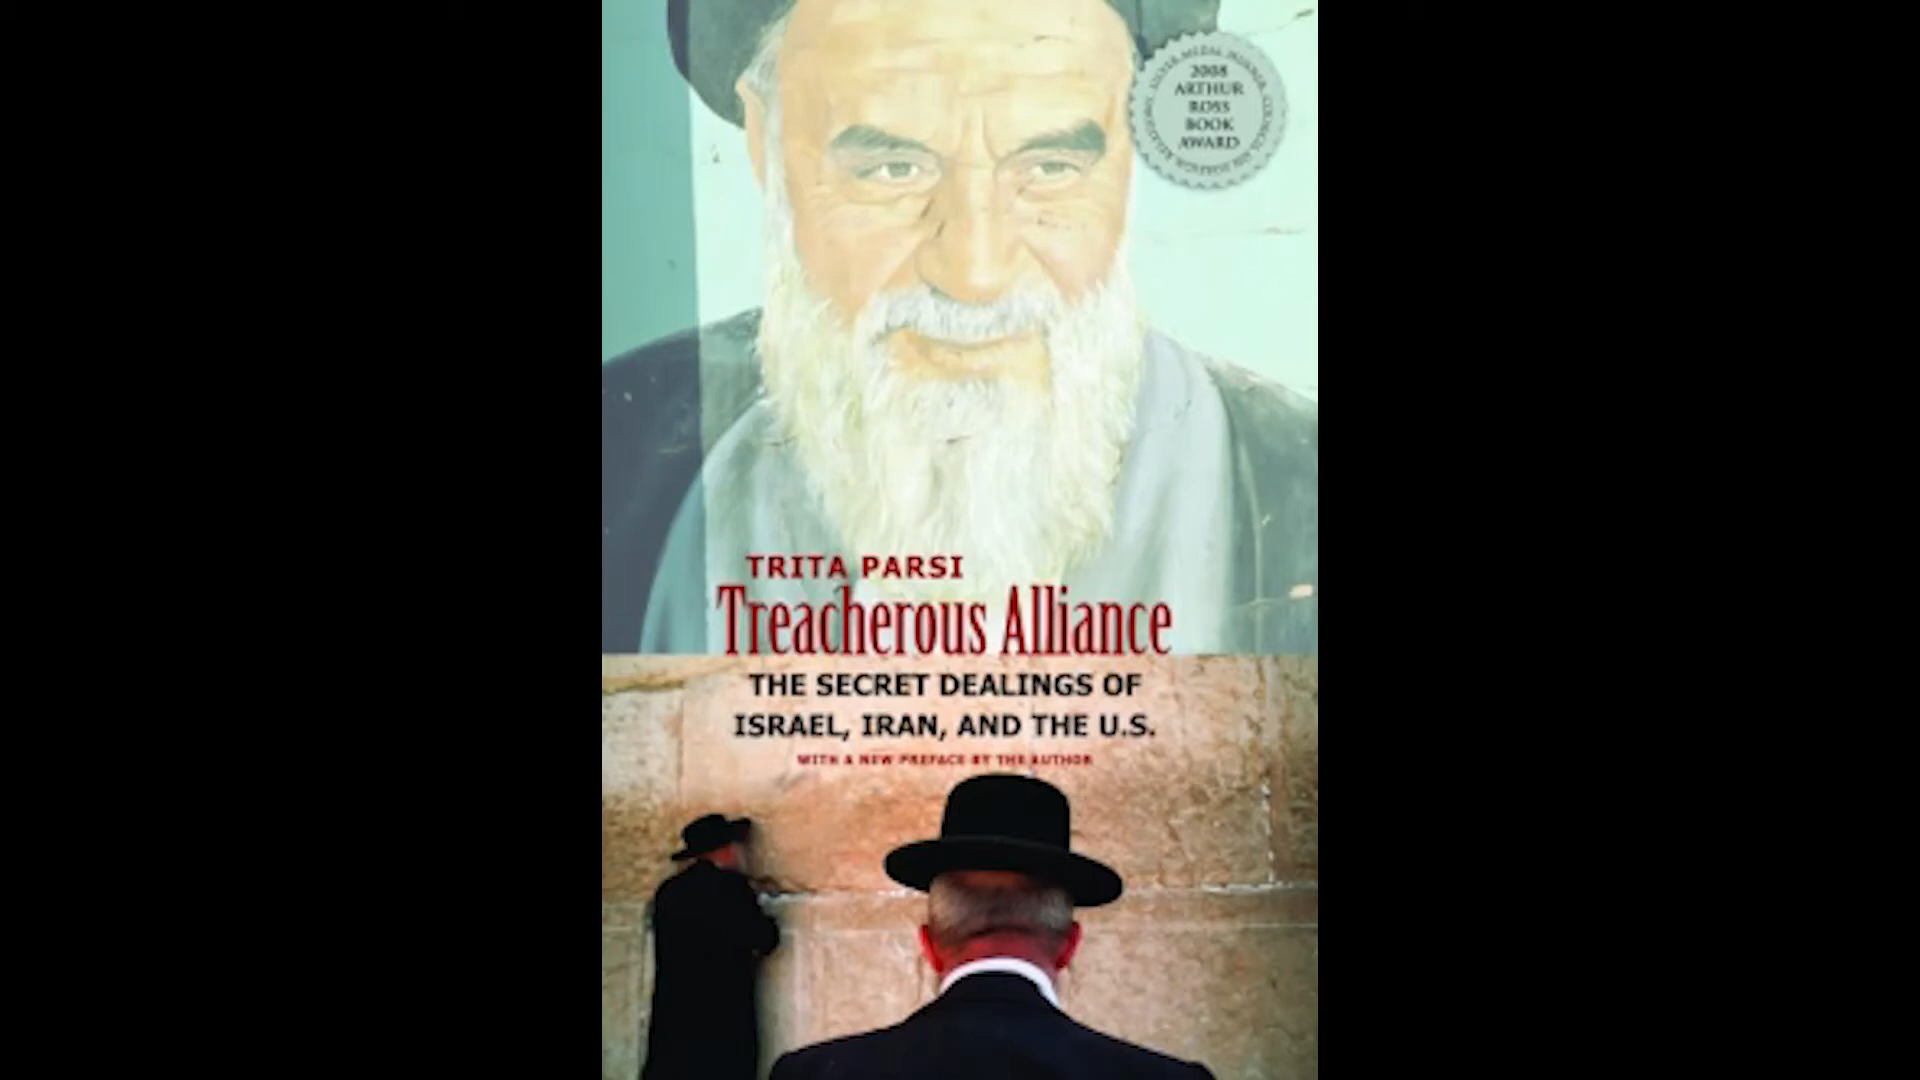 2008
ARTHUR
ROSS
BOOK
AWARD
TRITA PARSI
Treacherous Alliance
THE SECRET DEALINGS OF
ISRAEL, IRAN, AND THE U.S.
WITH A NEW PREFACE BY THE AUTHOR